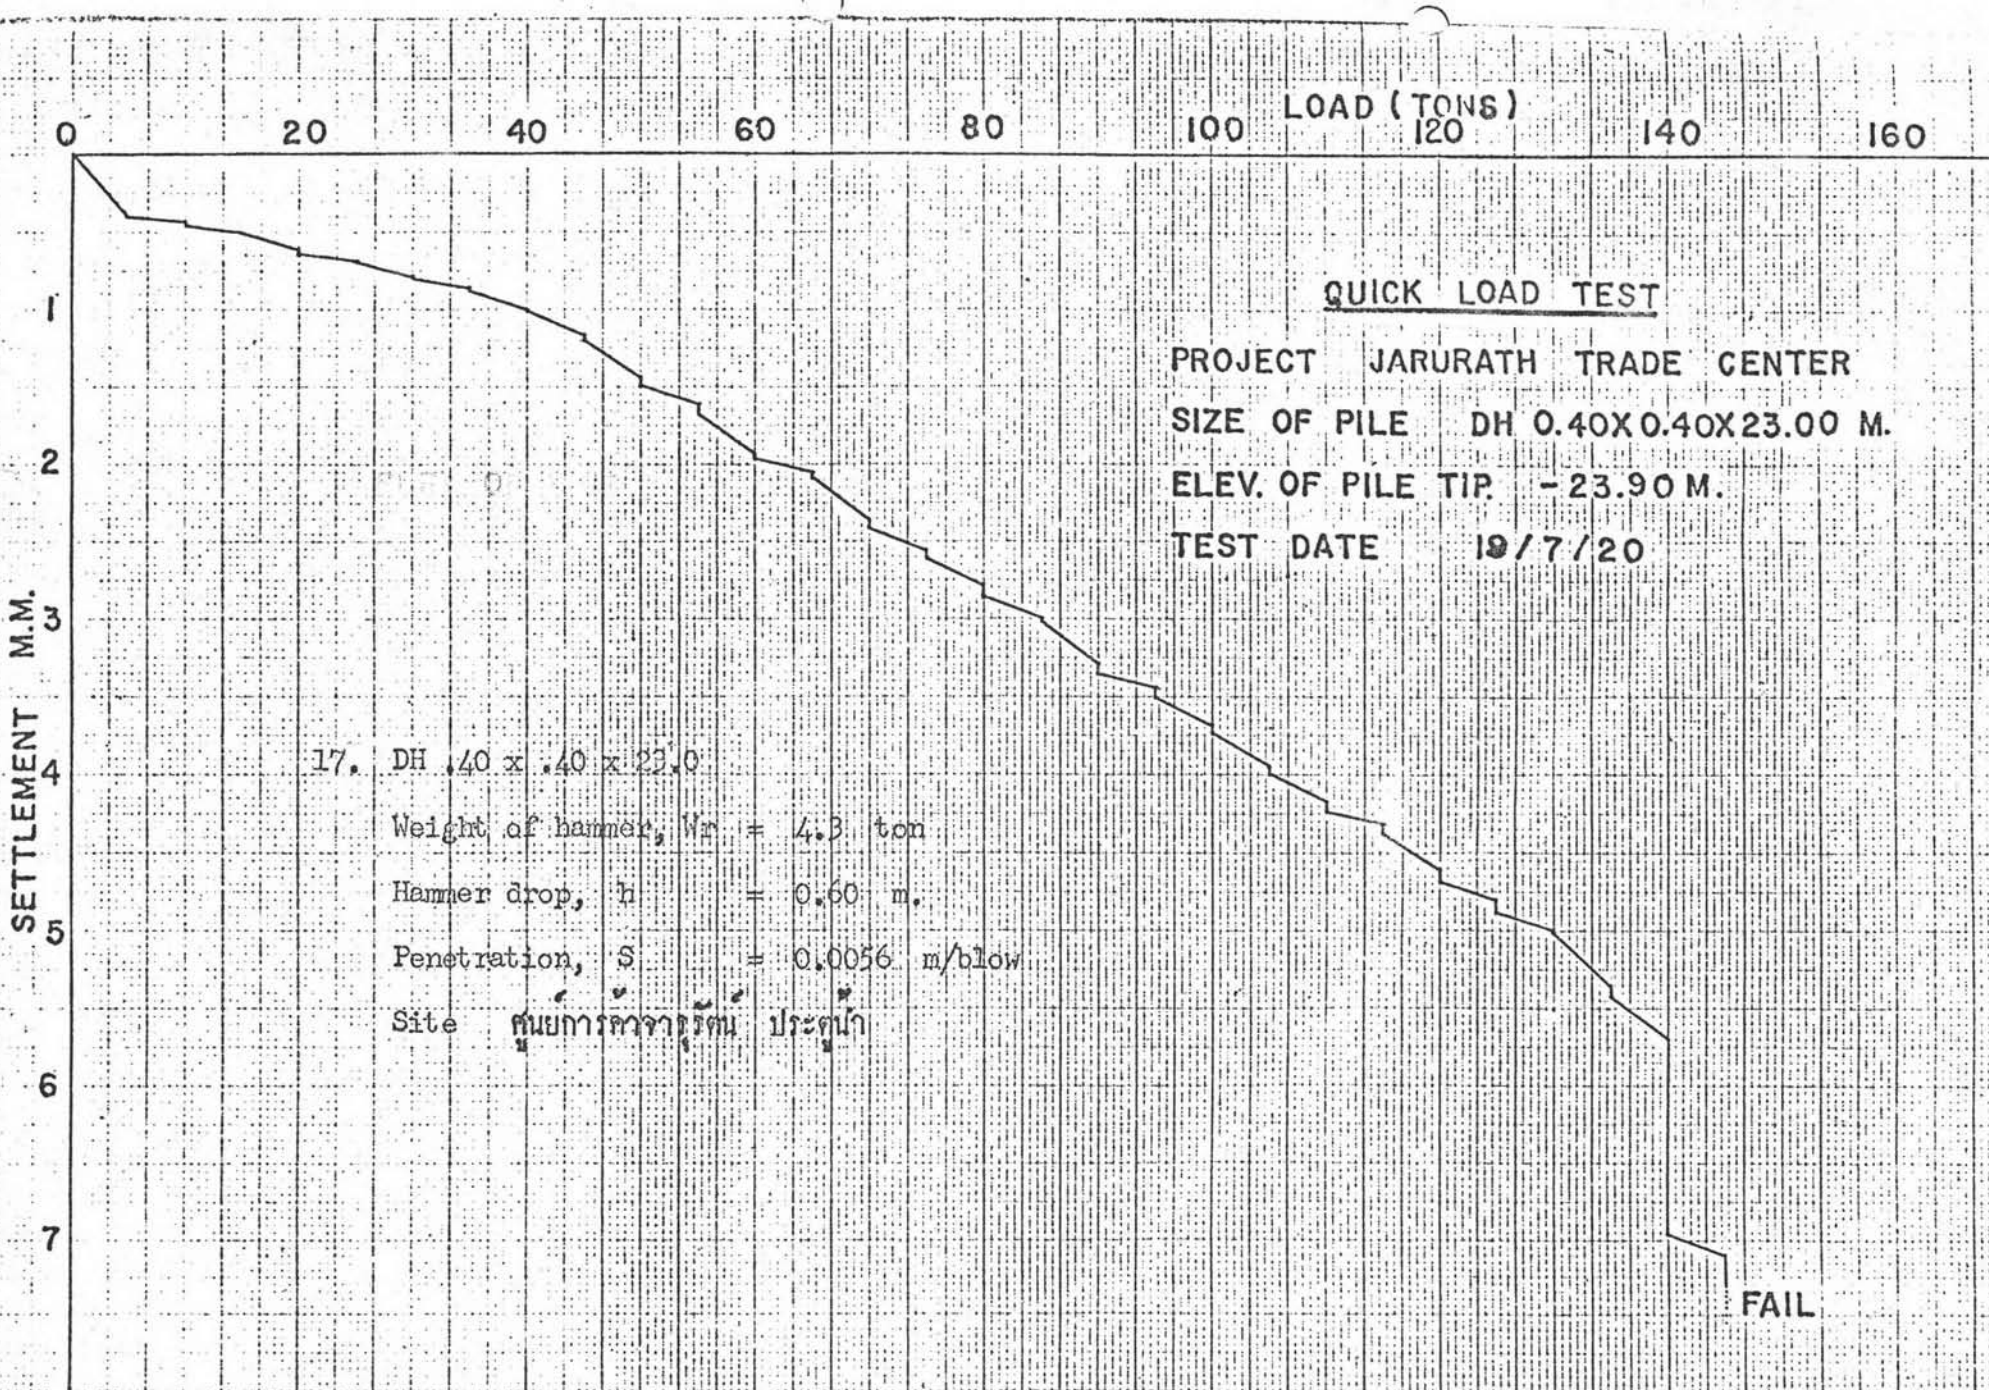 LOAD (TONS)
0 20 40 60 80 100 120 140 160
1
2
3
4
5
6
7
SETTLEMENT M.M.
QUICK LOAD TEST
PROJECT JARURATH TRADE CENTER
SIZE OF PILE DH 0.40X0.40X23.00 M.
ELEV. OF PILE TIP. -23.90 M.
TEST DATE 19/7/20
17. DH .40 x .40 x 23.0
Weight of hammer, Wr = 4.3 ton
Hammer drop, h = 0.60 m.
Penetration, S = 0.0056 m/blow
Site ศูนย์การค้าจารุรัตน์ ประตูน้ำ
FAIL